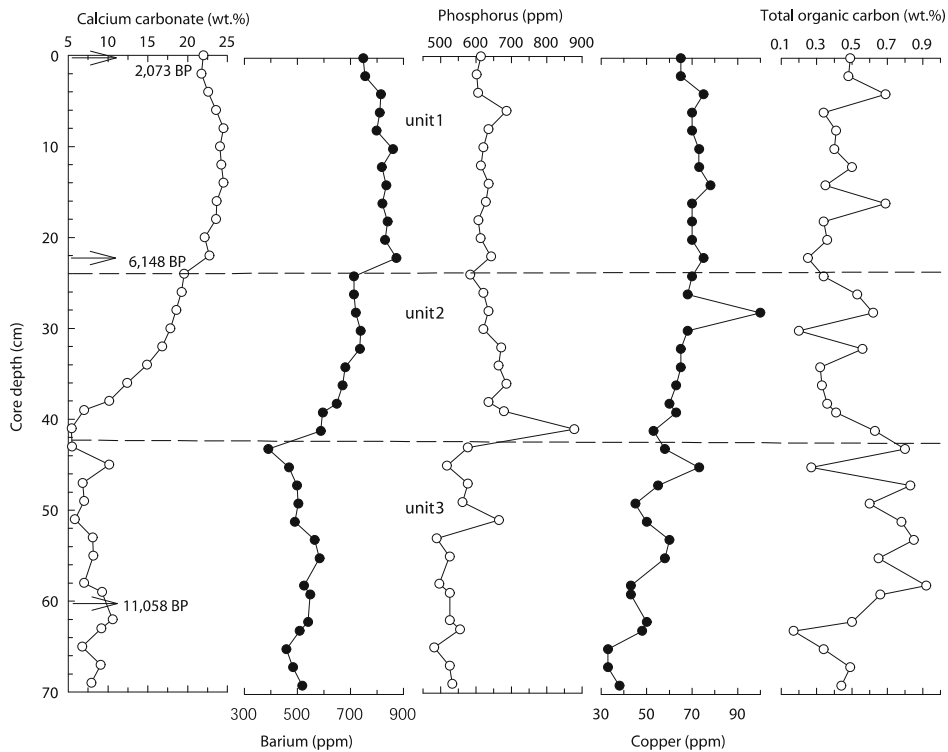 Calcium carbonate (wt.%)
5 10 15 20 25
Phosphorus (ppm)
500 600 700 800 900
Total organic carbon (wt.%)
0.1 0.3 0.5 0.7 0.9
0
2,073 BP
unit1
10
20
6,148 BP
unit2
30
Core depth (cm)
40
unit3
50
60
11,058 BP
70
300 500 700 900
Barium (ppm)
30 50 70 90
Copper (ppm)